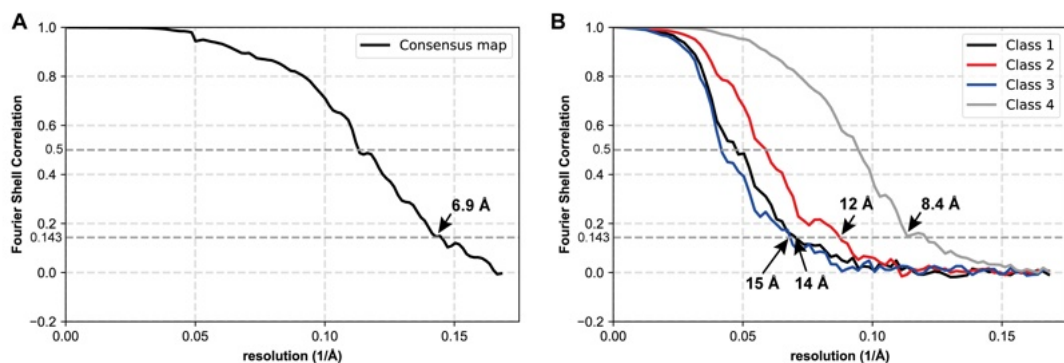 A
1.0
0.8
0.6
0.5
0.4
0.2
0.143
0.0
−0.2
Fourier Shell Correlation
Consensus map
6.9 Å
0.00
0.05
0.10
0.15
resolution (1/Å)
B
1.0
0.8
0.6
0.5
0.4
0.2
0.143
0.0
−0.2
Fourier Shell Correlation
Class 1
Class 2
Class 3
Class 4
12 Å
8.4 Å
15 Å
14 Å
0.00
0.05
0.10
0.15
resolution (1/Å)